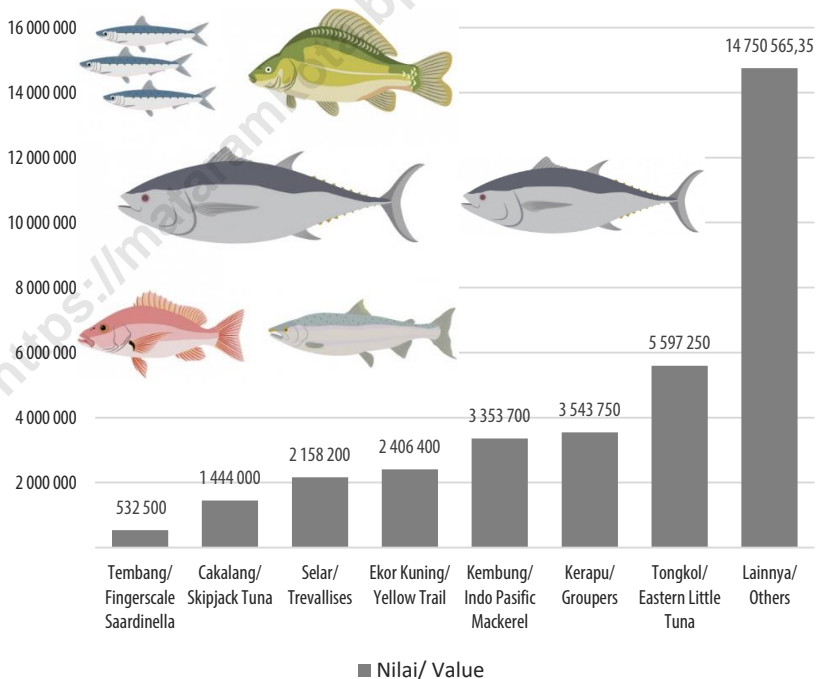 16 000 000
14 000 000
12 000 000
10 000 000
8 000 000
6 000 000
4 000 000
2 000 000
532 500
1 444 000
2 158 200
2 406 400
3 353 700
3 543 750
5 597 250
14 750 565,35
Tembang/
Fingerscale
Saardinella
Cakalang/
Skipjack Tuna
Selar/
Trevallises
Ekor Kuning/
Yellow Trail
Kembung/
Indo Pasific
Mackerel
Kerapu/
Groupers
Tongkol/
Eastern Little
Tuna
Lainnya/
Others
Nilai/ Value